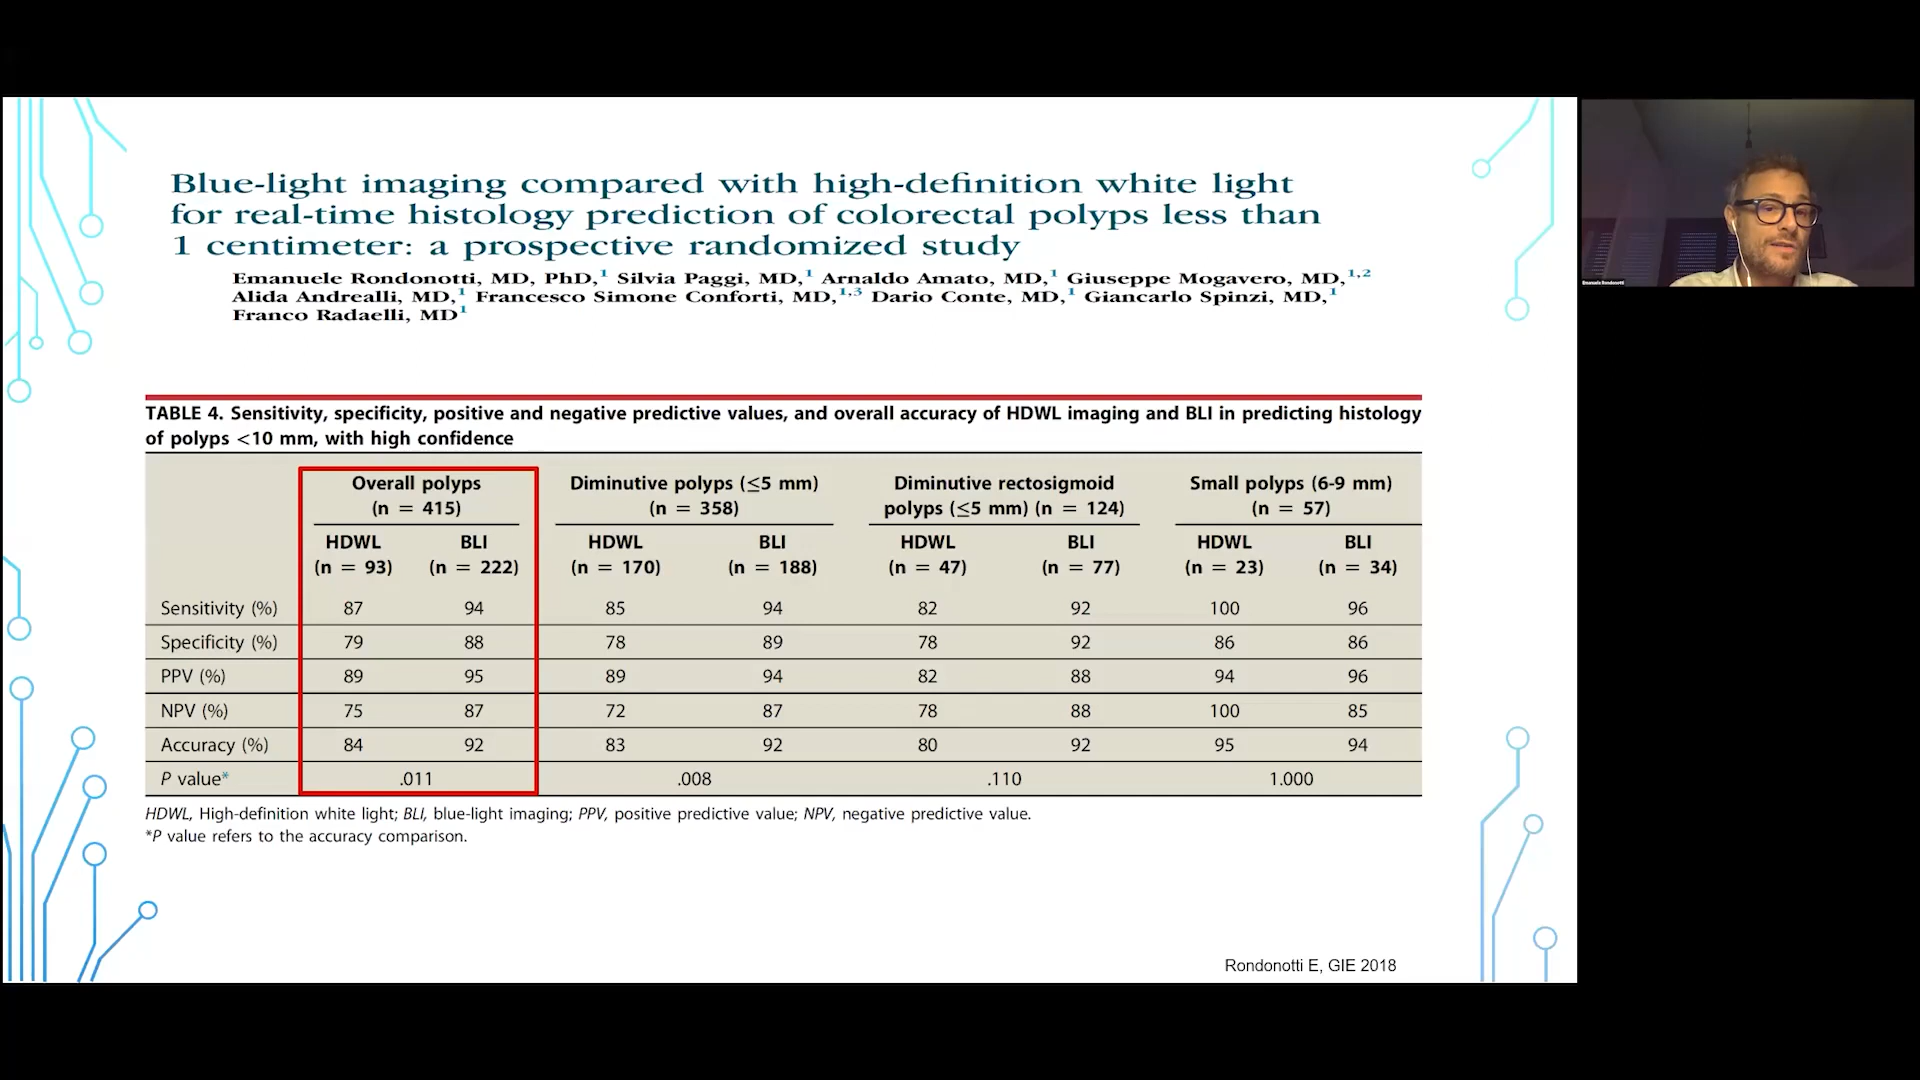 Blue-light imaging compared with high-definition white light
for real-time histology prediction of colorectal polyps less than
1 centimeter: a prospective randomized study
Emanuele Rondonotti, MD, PhD,1 Silvia Paggi, MD,1 Arnaldo Amato, MD,1 Giuseppe Mogavero, MD,1,2
Alida Andrealli, MD,1 Francesco Simone Conforti, MD,1,3 Dario Conte, MD,1 Giancarlo Spinzi, MD,1
Franco Radaelli, MD1
TABLE 4. Sensitivity, specificity, positive and negative predictive values, and overall accuracy of HDWL imaging and BLI in predicting histology
of polyps <10 mm, with high confidence
Overall polyps Diminutive polyps (≤5 mm) Diminutive rectosigmoid Small polyps (6-9 mm)
(n = 415) (n = 358) polyps (≤5 mm) (n = 124) (n = 57)
HDWL BLI HDWL BLI HDWL BLI HDWL BLI
(n = 93) (n = 222) (n = 170) (n = 188) (n = 47) (n = 77) (n = 23) (n = 34)
Sensitivity (%) 87 94 85 94 82 92 100 96
Specificity (%) 79 88 78 89 78 92 86 86
PPV (%) 89 95 89 94 82 88 94 96
NPV (%) 75 87 72 87 78 88 100 85
Accuracy (%) 84 92 83 92 80 92 95 94
P value* .011 .008 .110 1.000
HDWL, High-definition white light; BLI, blue-light imaging; PPV, positive predictive value; NPV, negative predictive value.
*P value refers to the accuracy comparison.
Rondonotti E, GIE 2018
Emanuele Rondonotti